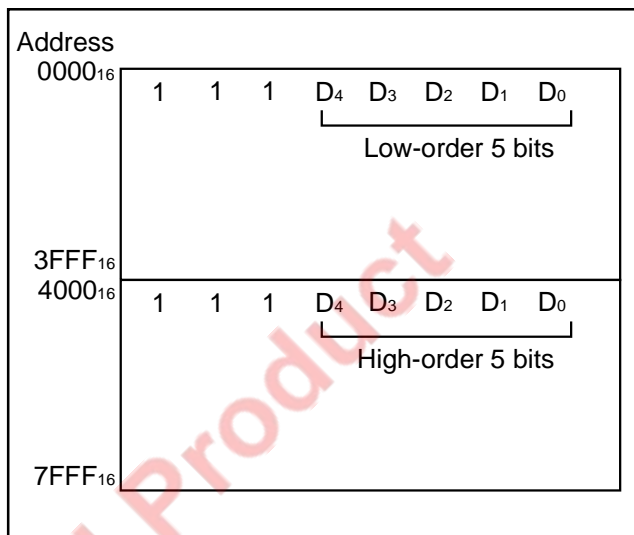 Address
0000₁₆
1 1 1 D₄ D₃ D₂ D₁ D₀
Low-order 5 bits
3FFF₁₆
4000₁₆
1 1 1 D₄ D₃ D₂ D₁ D₀
High-order 5 bits
7FFF₁₆
Product